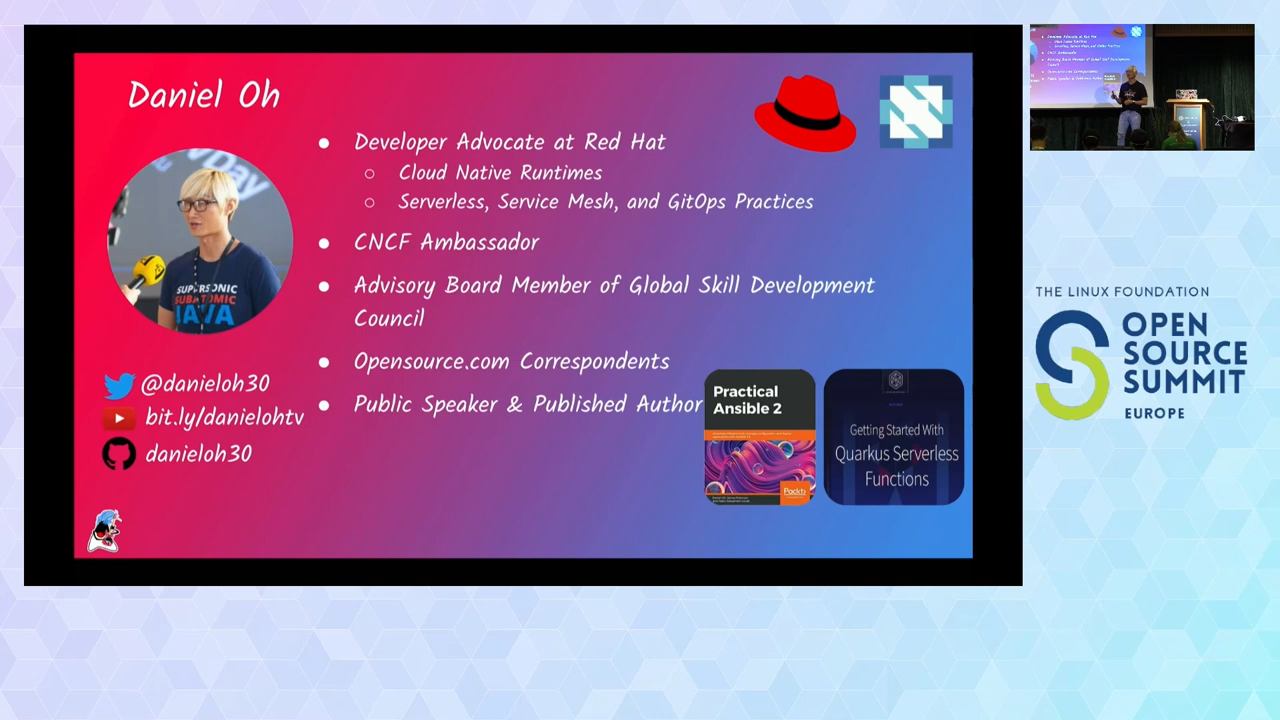 Daniel Oh
Developer Advocate at Red Hat
Cloud Native Runtimes
Serverless, Service Mesh, and GitOps Practices
CNCF Ambassador
Advisory Board Member of Global Skill Development
Council
Opensource.com Correspondents
Public Speaker & Published Author
SUPERSONIC
SUBATOMIC
JAVA
@danieloh30
bit.ly/danielohtv
danieloh30
Practical
Ansible 2
Packt
Getting Started With
Quarkus Serverless
Functions
THE LINUX FOUNDATION
OPEN
SOURCE
SUMMIT
EUROPE